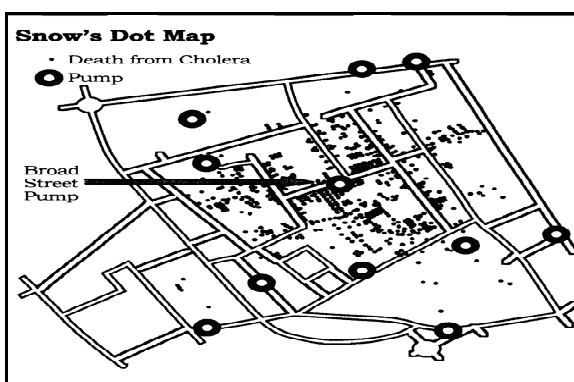 Snow's Dot Map
Death from Cholera
Pump
Broad
Street
Pump